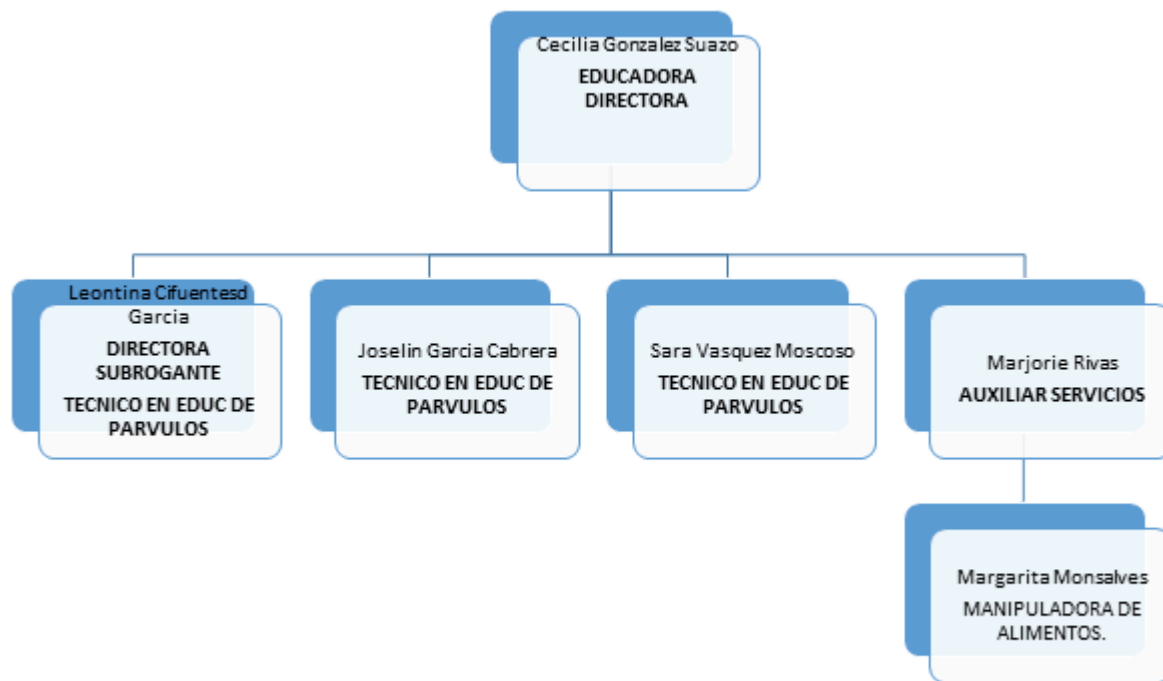 Cecilia Gonzalez Suazo
EDUCADORA
DIRECTORA
Leontina Cifuentesd
Garcia
DIRECTORA
SUBROGANTE
TECNICO EN EDUC DE
PARVULOS
Joselin Garcia Cabrera
TECNICO EN EDUC DE
PARVULOS
Sara Vasquez Moscoso
TECNICO EN EDUC DE
PARVULOS
Marjorie Rivas
AUXILIAR SERVICIOS
Margarita Monsalves
MANIPULADORA DE
ALIMENTOS.